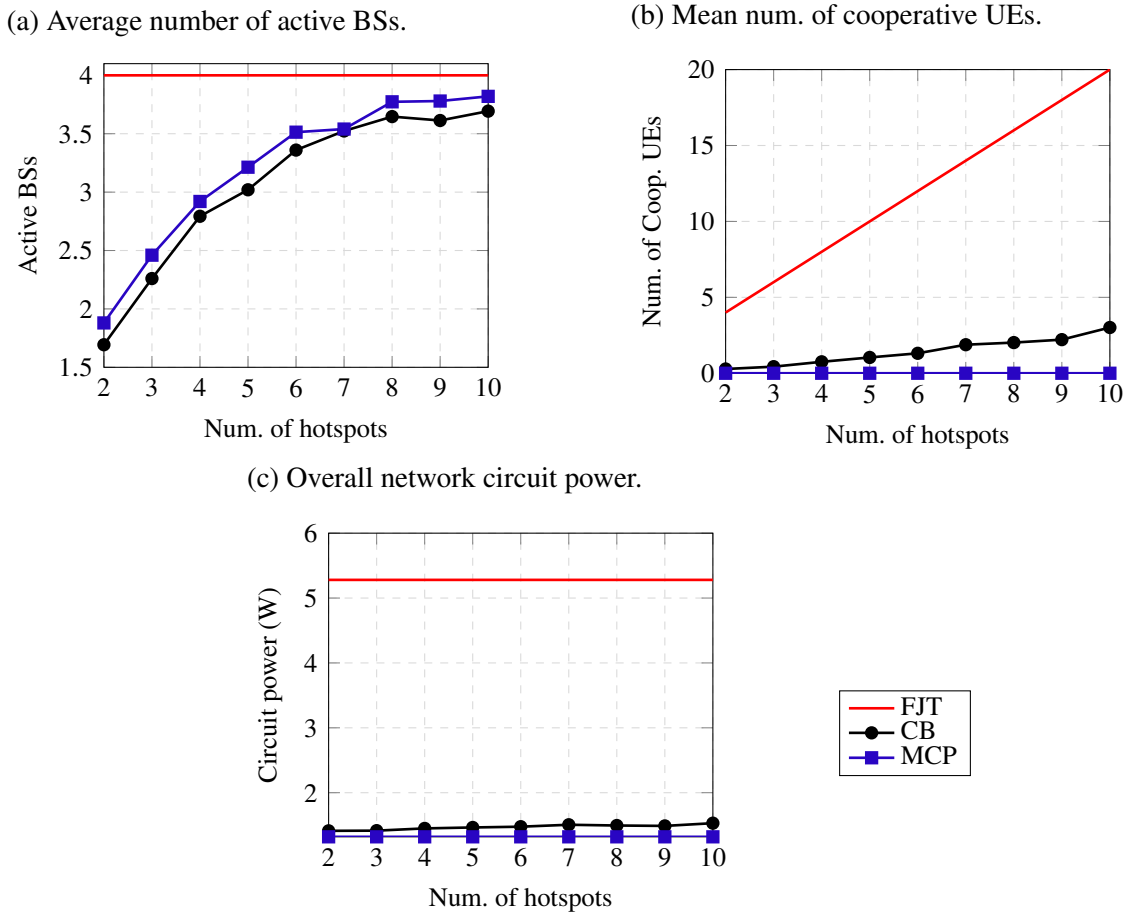 (a) Average number of active BSs.
4
3.5
3
2.5
2
1.5
2 3 4 5 6 7 8 9 10
Active BSs
Num. of hotspots
(b) Mean num. of cooperative UEs.
20
15
10
5
0
2 3 4 5 6 7 8 9 10
Num. of Coop. UEs
Num. of hotspots
(c) Overall network circuit power.
6
5
4
3
2
2 3 4 5 6 7 8 9 10
Circuit power (W)
Num. of hotspots
FJT
CB
MCP